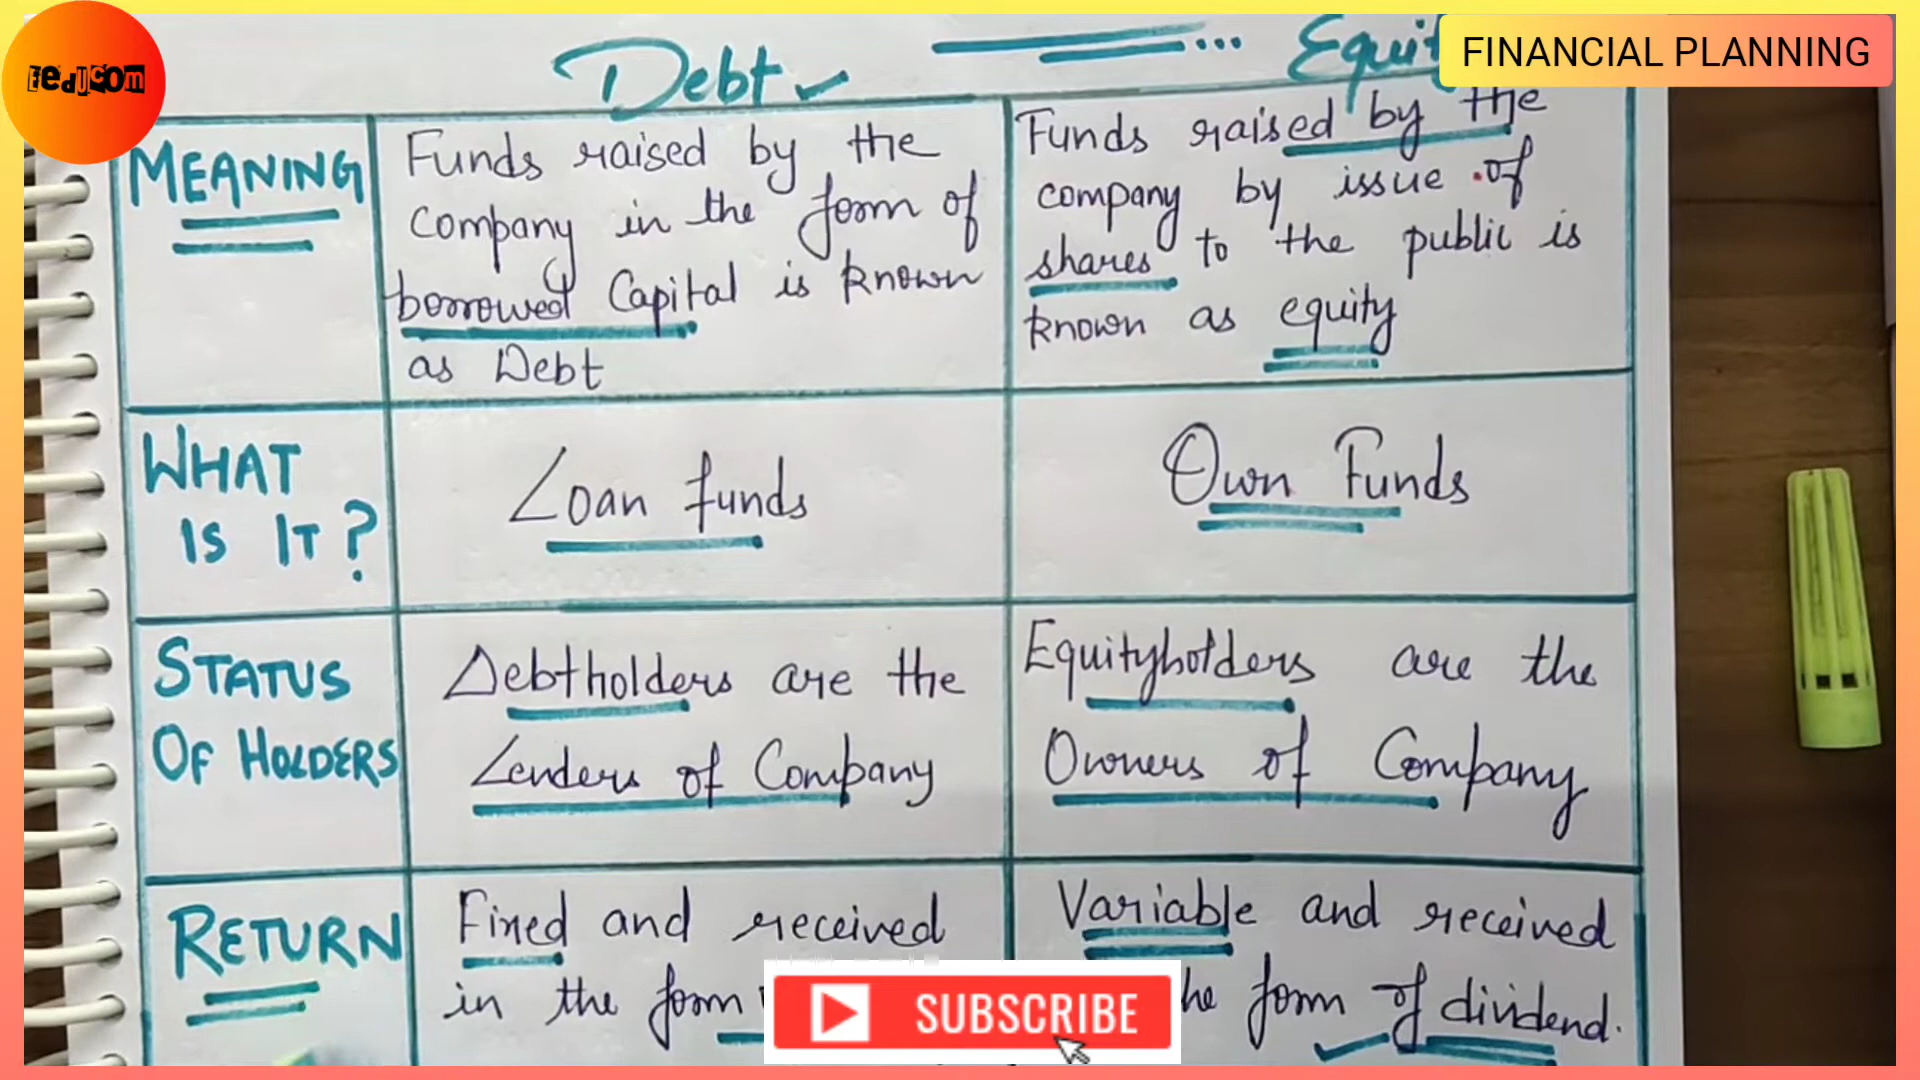 EeduCom
FINANCIAL PLANNING
Debt
Equi
MEANING
Funds raised by the
company in the form of
borrowed Capital is known
as Debt
Funds raised by the
company by issue of
shares to the public is
known as equity
WHAT
IS IT?
Loan funds
Own Funds
STATUS
OF HOLDERS
Debtholders are the
Lenders of Company
Equityholders are the
Owners of Company
RETURN
Fixed and received
in the form
Variable and received
he form of dividend.
SUBSCRIBE